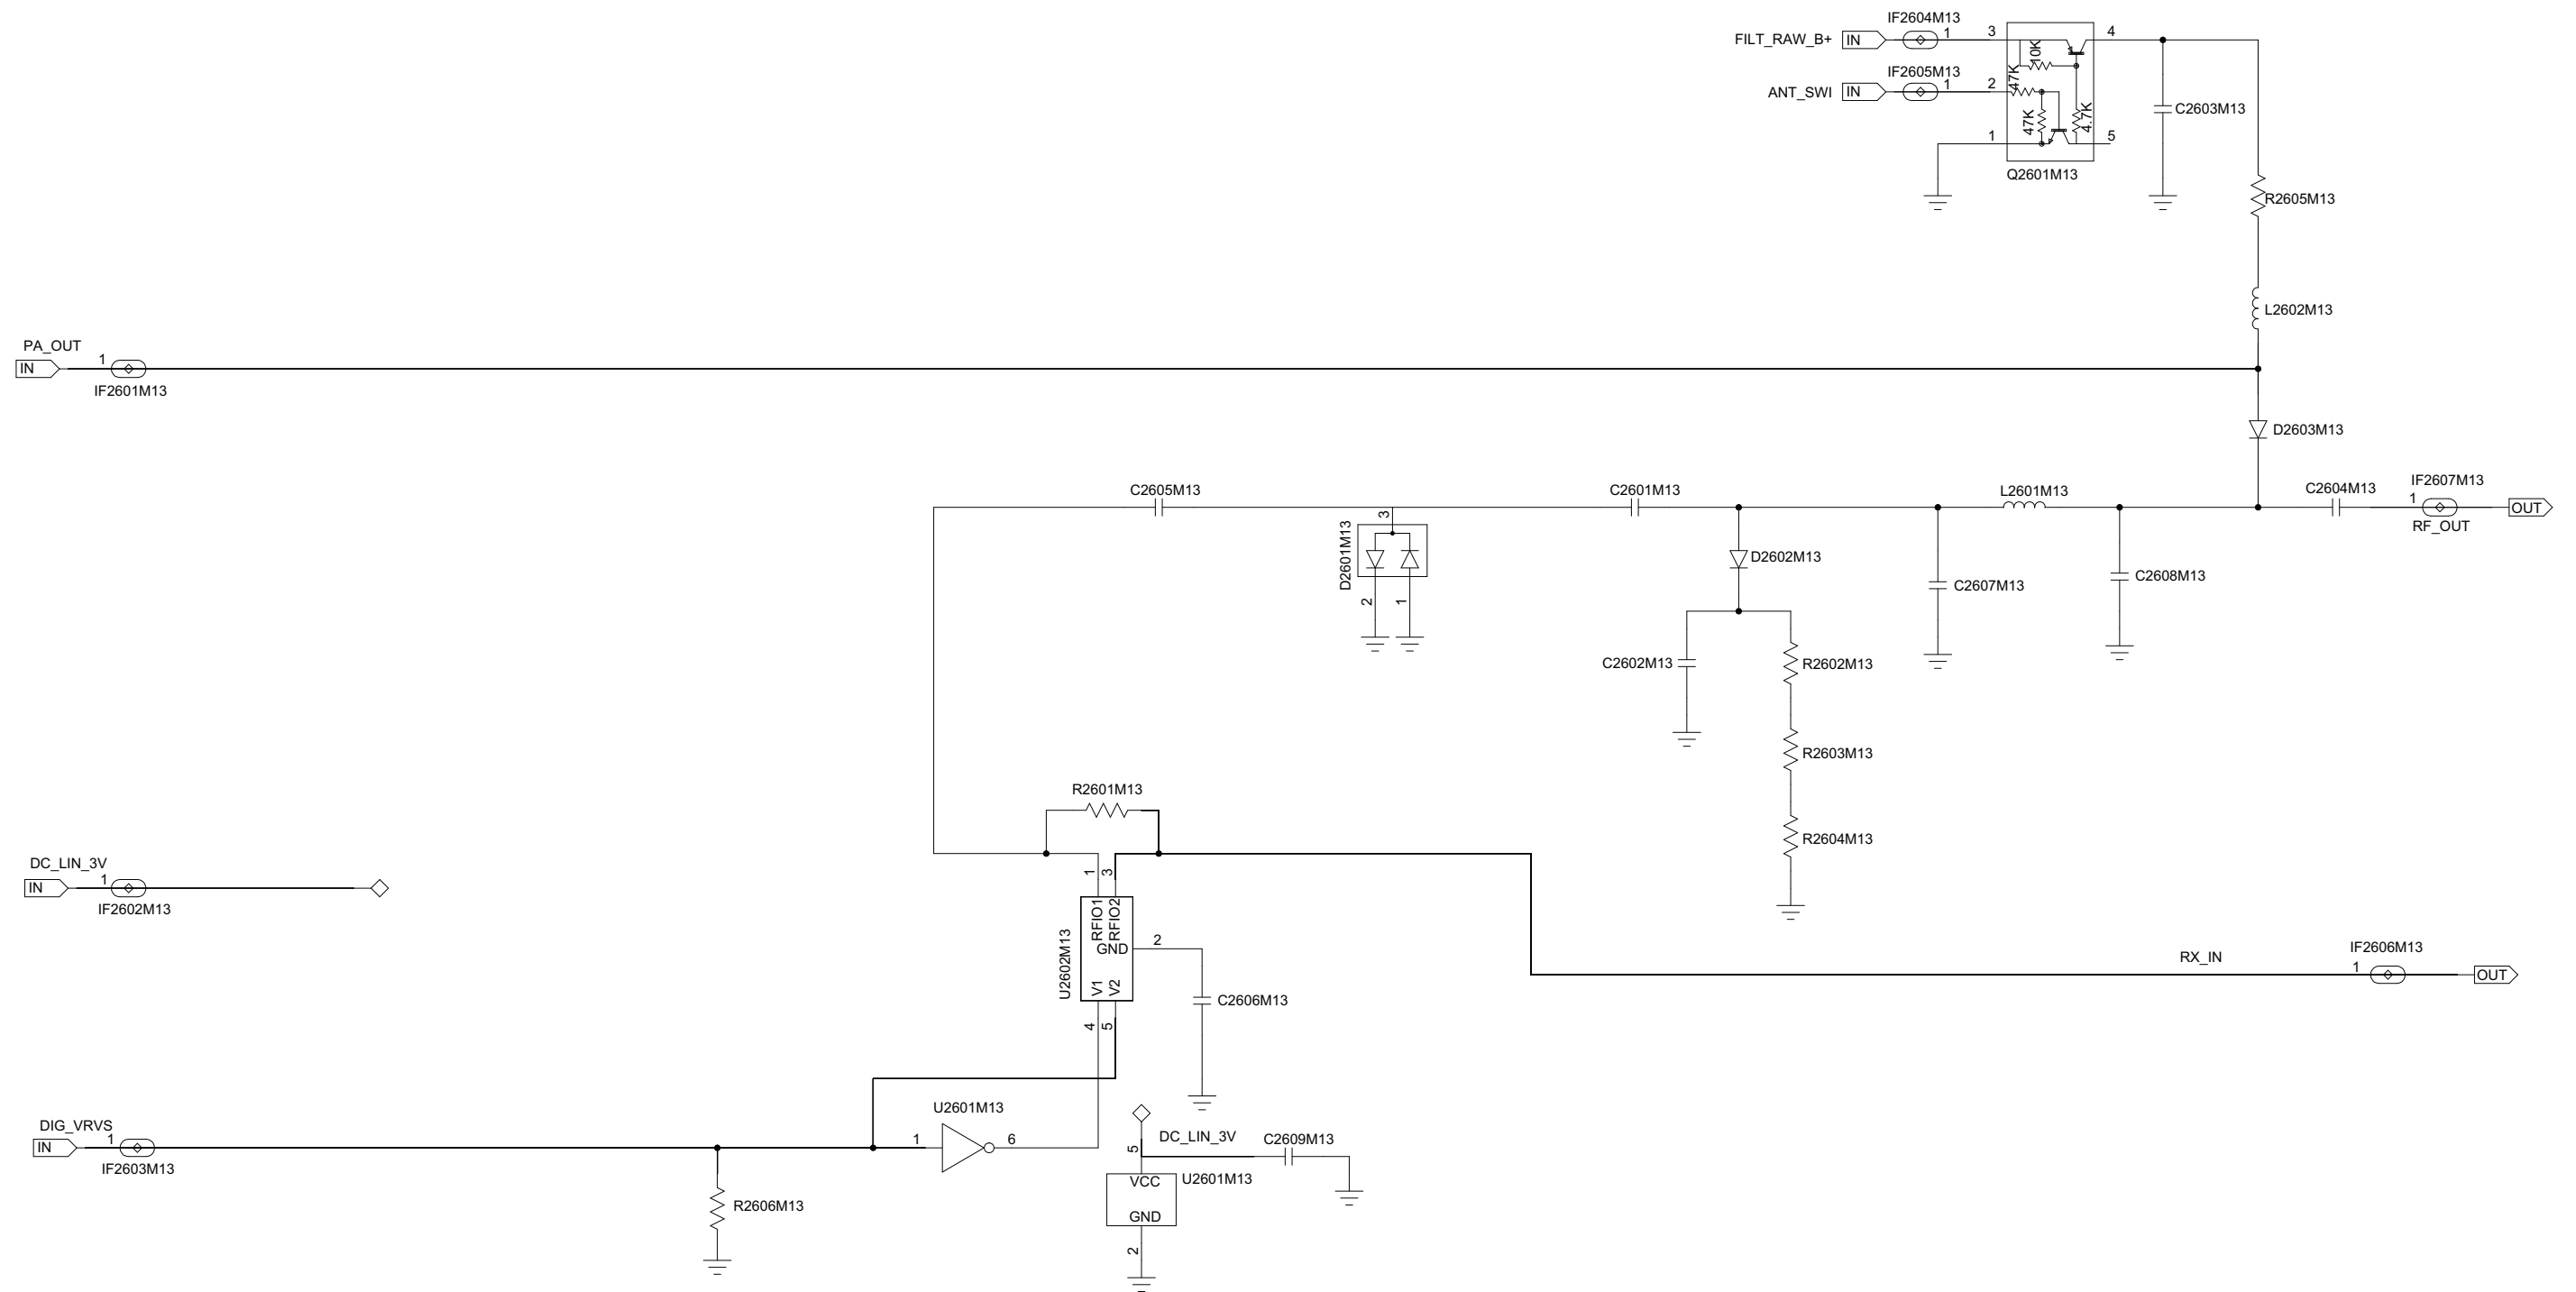 IF2604M13
FILT_RAW_B+ IN 1 3 4
10K
IF2605M13
47K
ANT_SWI IN 1 2
C2603M13
47K
4.7K
1 5
Q2601M13
R2605M13
L2602M13
PA_OUT
IN 1
IF2601M13
D2603M13
C2605M13 C2601M13 L2601M13 C2604M13 IF2607M13
1 OUT
RF_OUT
3
D2601M13
D2602M13
C2607M13
C2608M13
2 1
C2602M13
R2602M13
R2603M13
R2601M13
R2604M13
DC_LIN_3V
IN 1
IF2602M13
1 3
RFIO1
RFIO2
GND 2
U2602M13
V1
V2
C2606M13
4 5
RX_IN
IF2606M13
1 OUT
DIG_VRVS
IN 1
IF2603M13
U2601M13
1 6
R2606M13
DC_LIN_3V C2609M13
5
VCC U2601M13
GND
2